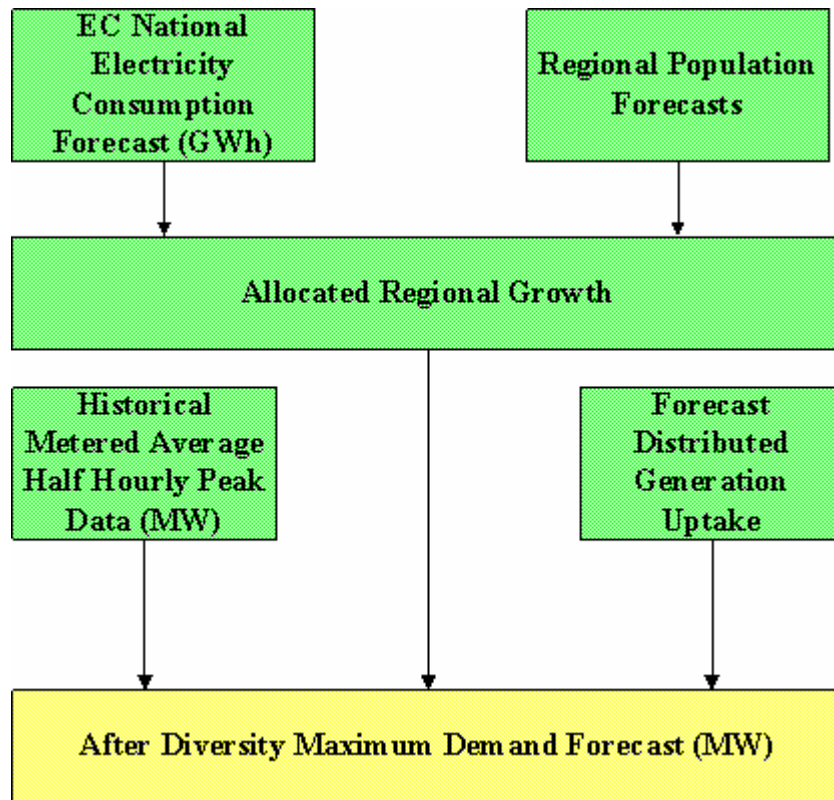 EC National
Electricity
Consumption
Forecast (GWh)
Regional Population
Forecasts
Allocated Regional Growth
Historical
Metered Average
Half Hourly Peak
Data (MW)
Forecast
Distributed
Generation
Uptake
After Diversity Maximum Demand Forecast (MW)